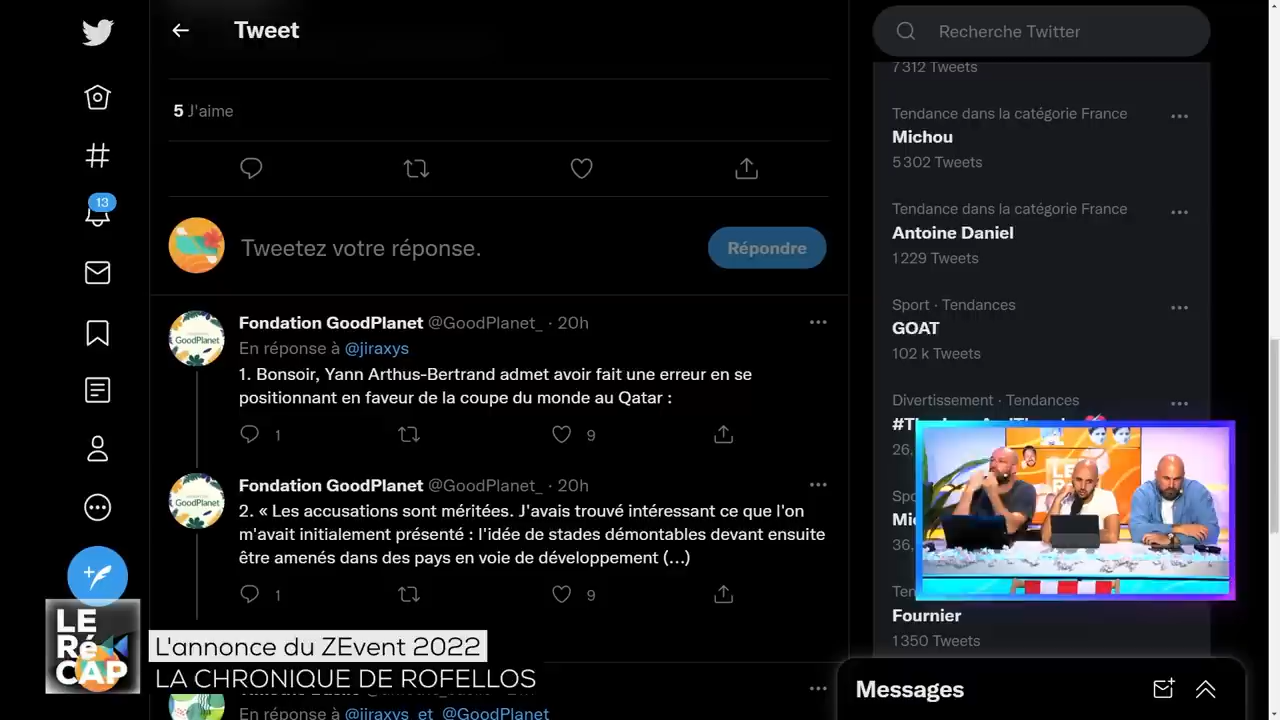 Tweet
5 J'aime
Tweetez votre réponse.
Répondre
13
Fondation GoodPlanet @GoodPlanet_ · 20h
En réponse à @jiraxys
1. Bonsoir, Yann Arthus-Bertrand admet avoir fait une erreur en se
positionnant en faveur de la coupe du monde au Qatar :
1
9
GoodPlanet
Fondation GoodPlanet @GoodPlanet_ · 20h
2. « Les accusations sont méritées. J'avais trouvé intéressant ce que l'on
m'avait initialement présenté : l'idée de stades démontables devant ensuite
être amenés dans des pays en voie de développement (...)
1
9
GoodPlanet
En réponse à @jiraxys et @GoodPlanet_
Recherche Twitter
7 312 Tweets
Tendance dans la catégorie France
Michou
5 302 Tweets
Tendance dans la catégorie France
Antoine Daniel
1 229 Tweets
Sport · Tendances
GOAT
102 k Tweets
Divertissement · Tendances
26,
36,
Fournier
1 350 Tweets
Messages
LE
RéCAP
L'annonce du ZEvent 2022
LA CHRONIQUE DE ROFELLOS